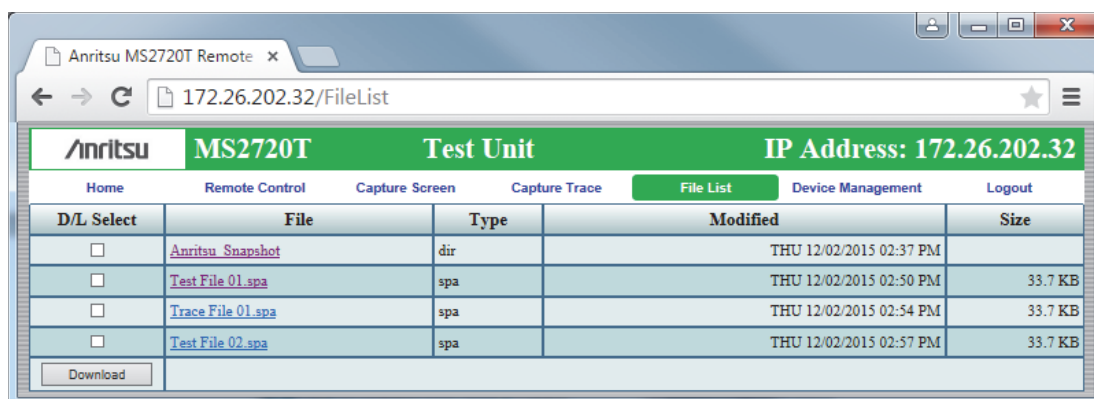 Anritsu MS2720T Remote
172.26.202.32/FileList
Anritsu MS2720T Test Unit IP Address: 172.26.202.32
Home Remote Control Capture Screen Capture Trace File List Device Management Logout
D/L Select File Type Modified Size
Anritsu_Snapshot dir THU 12/02/2015 02:37 PM
Test File 01.spa spa THU 12/02/2015 02:50 PM 33.7 KB
Trace File 01.spa spa THU 12/02/2015 02:54 PM 33.7 KB
Test File 02.spa spa THU 12/02/2015 02:57 PM 33.7 KB
Download